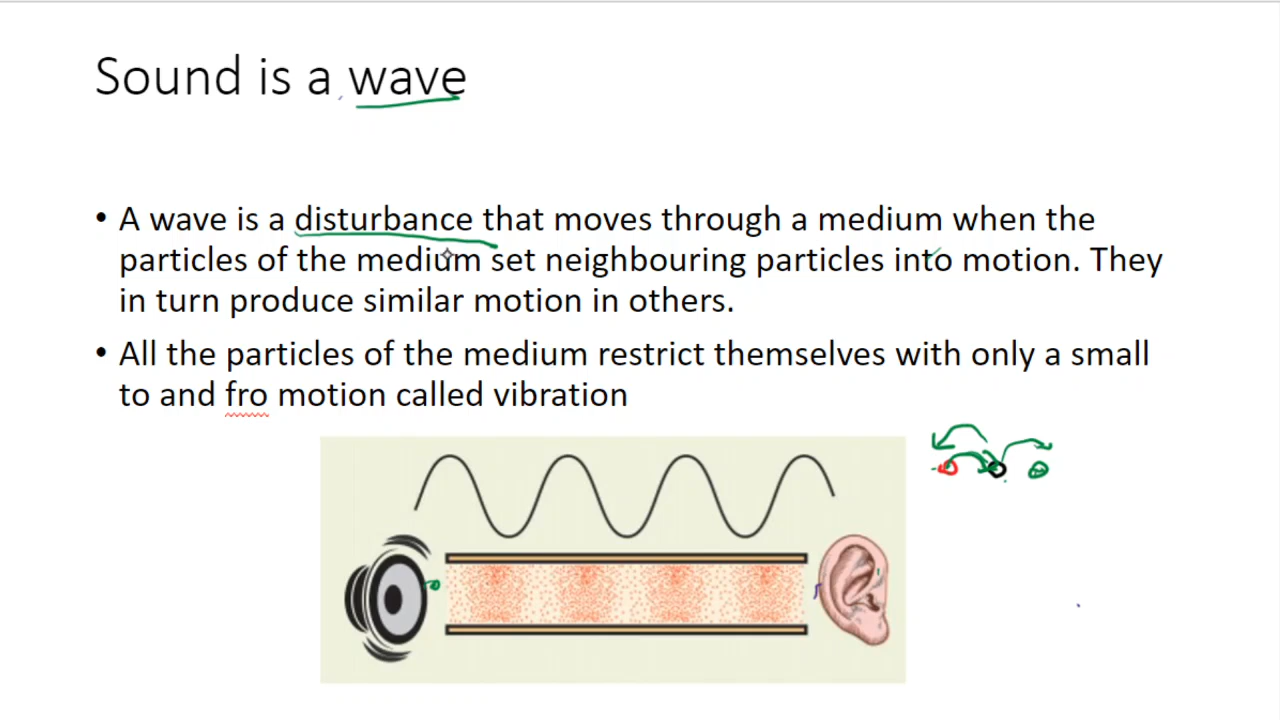 Sound is a wave
• A wave is a disturbance that moves through a medium when the
particles of the medium set neighbouring particles into motion. They
in turn produce similar motion in others.
• All the particles of the medium restrict themselves with only a small
to and fro motion called vibration